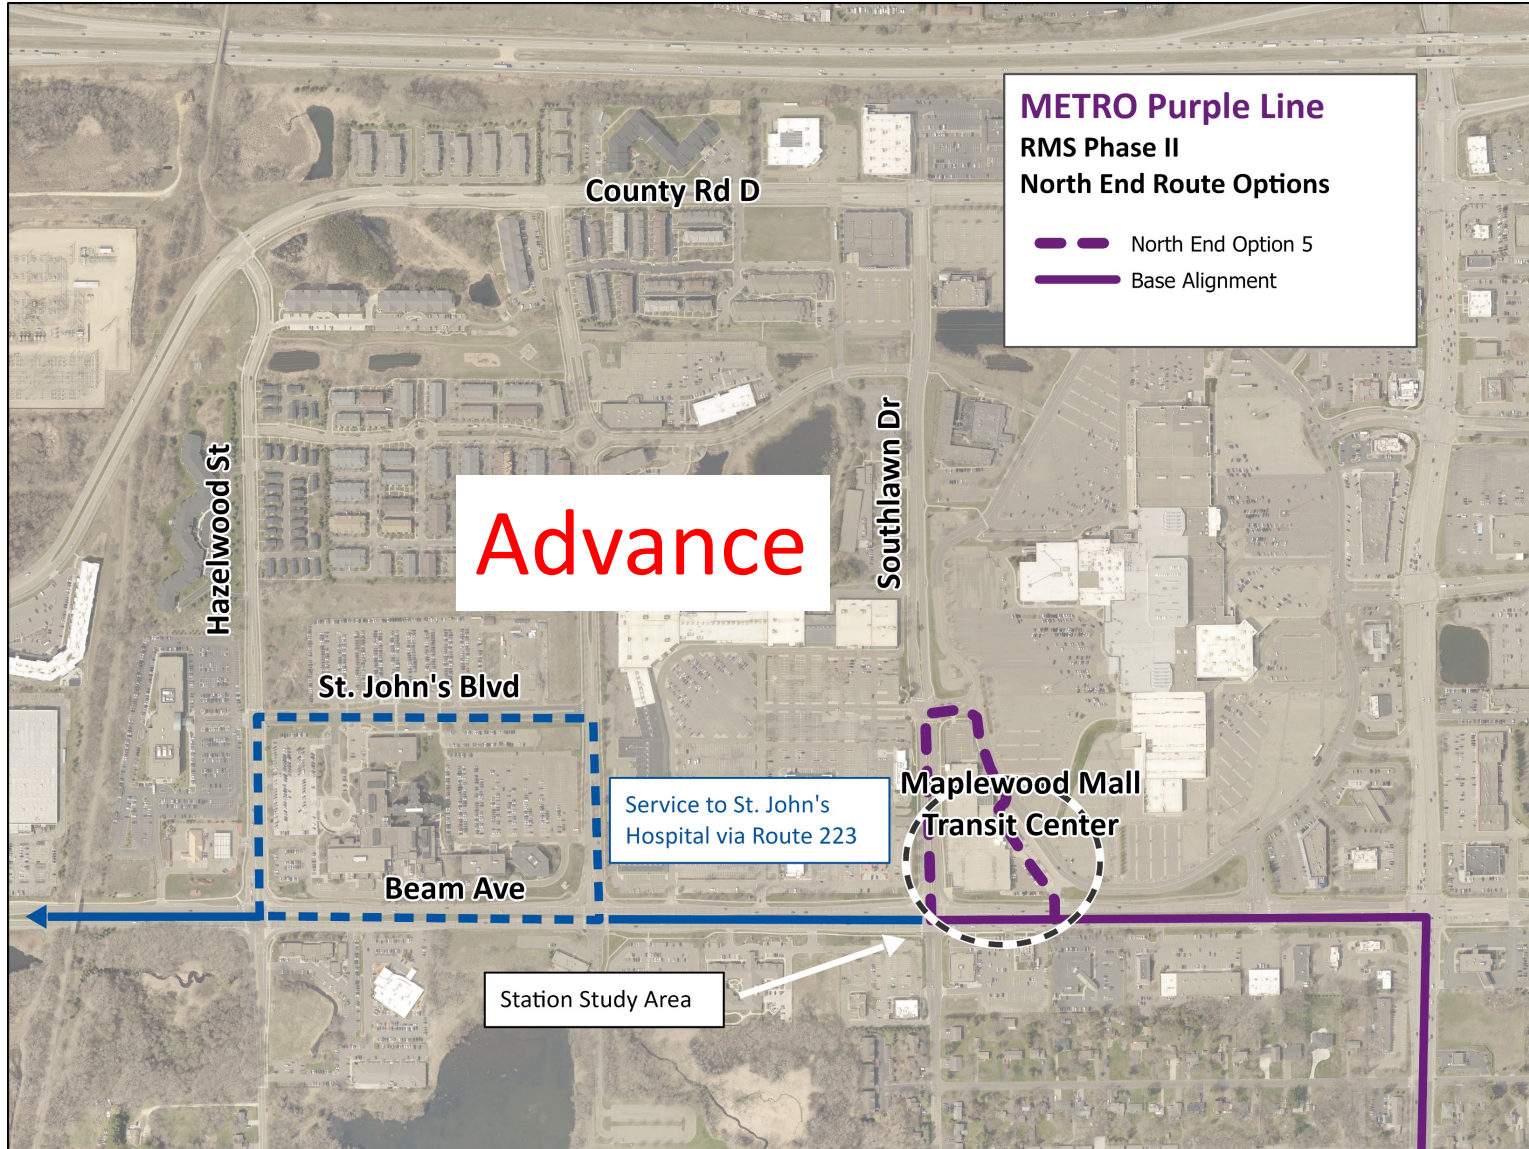 METRO Purple Line
RMS Phase II
North End Route Options
North End Option 5
Base Alignment
County Rd D
Hazelwood St
Southlawn Dr
Advance
St. John's Blvd
Service to St. John's
Hospital via Route 223
Maplewood Mall
Transit Center
Beam Ave
Station Study Area